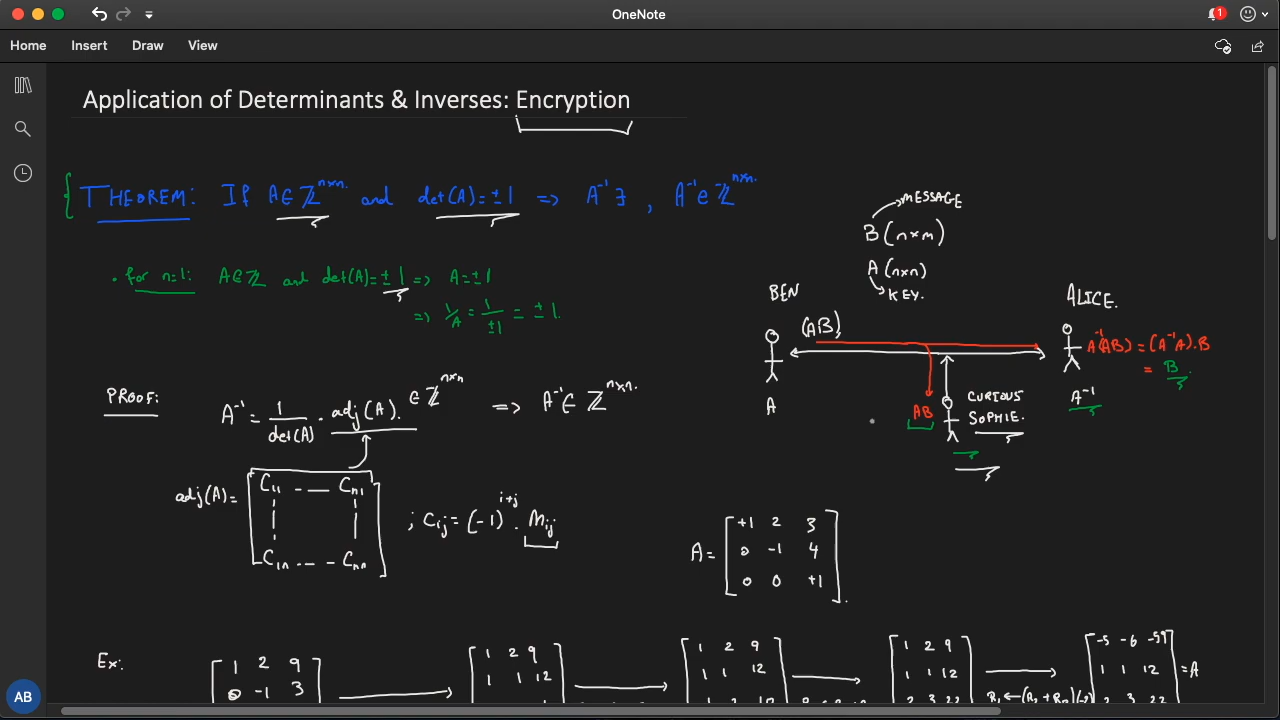 OneNote
1
Home Insert Draw View
Application of Determinants & Inverses: Encryption
THEOREM: If A∈ℤ^{n×n}. and det(A)=±1 ⇒ A^{-1}∃ , A^{-1}∈ℤ^{n×n}.
• for n=1: A∈ℤ and det(A)=±1 ⇒ A=±1
⇒ 1/A = 1/±1 = ±1.
MESSAGE
B(n×m)
A(n×n)
KEY.
BEN
ALICE.
(AB)
A^{-1}(AB) = (A^{-1}A).B
= B
A
AB
CURIOUS
SOPHIE.
A^{-1}
PROOF:
A^{-1} = 1/det(A) · adj(A). ∈ℤ^{n×n} ⇒ A^{-1}∈ℤ^{n×n}.
adj(A)= [C11 --- Cn1
C1n --- Cnn] ; Cij = (-1)^{i+j} . Mij
A= [+1 2 3
0 -1 4
0 0 +1].
Ex:
1 2 9
0 -1 3
1 2 9
1 1 12
1 2 9
1 1 12
1 2 9
1 1 12
2 3 22
-5 -6 -59
1 1 12 = A
2 3 22
AB